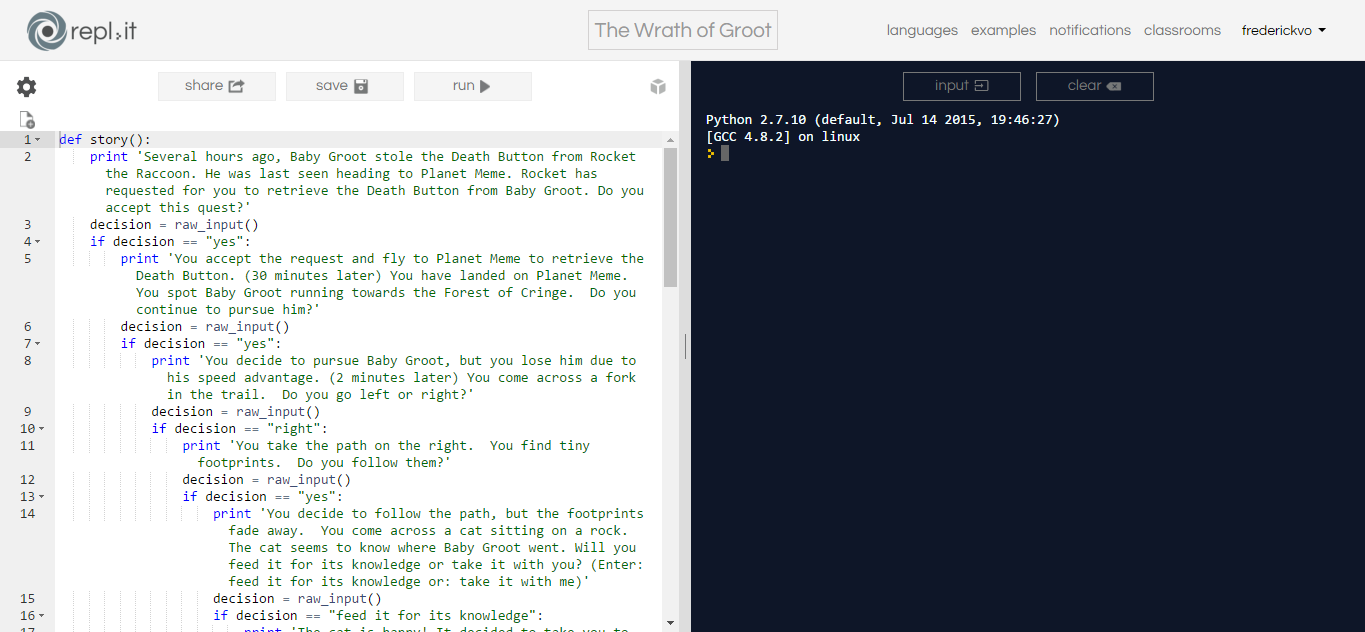 repl.it
The Wrath of Groot
languages examples notifications classrooms frederickvo
share save run
input clear
1 def story():
2 print 'Several hours ago, Baby Groot stole the Death Button from Rocket
the Raccoon. He was last seen heading to Planet Meme. Rocket has
requested for you to retrieve the Death Button from Baby Groot. Do you
accept this quest?'
3 decision = raw_input()
4 if decision == "yes":
5 print 'You accept the request and fly to Planet Meme to retrieve the
Death Button. (30 minutes later) You have landed on Planet Meme.
You spot Baby Groot running towards the Forest of Cringe.  Do you
continue to pursue him?'
6 decision = raw_input()
7 if decision == "yes":
8 print 'You decide to pursue Baby Groot, but you lose him due to
his speed advantage. (2 minutes later) You come across a fork
in the trail.  Do you go left or right?'
9 decision = raw_input()
10 if decision == "right":
11 print 'You take the path on the right.  You find tiny
footprints.  Do you follow them?'
12 decision = raw_input()
13 if decision == "yes":
14 print 'You decide to follow the path, but the footprints
fade away.  You come across a cat sitting on a rock.
The cat seems to know where Baby Groot went. Will you
feed it for its knowledge or take it with you? (Enter:
feed it for its knowledge or: take it with me)'
15 decision = raw_input()
16 if decision == "feed it for its knowledge":
17 print 'The cat is happy! It decided to take you to
Python 2.7.10 (default, Jul 14 2015, 19:46:27)
[GCC 4.8.2] on linux